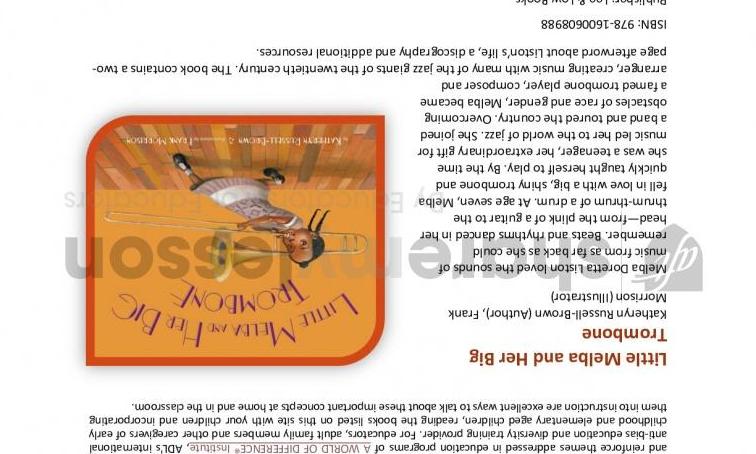 and reinforce themes addressed in education programs of A WORLD OF DIFFERENCE® Institute, ADL's international
anti-bias education and diversity training provider. For educators, adult family members and other caregivers of early
childhood and elementary aged children, reading the books listed on this site with your children and incorporating
them into instruction are excellent ways to talk about these important concepts at home and in the classroom.
Little Melba and Her Big
Trombone
Katheryn Russell-Brown (Author), Frank
Morrison (Illustrator)
Melba Doretta Liston loved the sounds of
music from as far back as she could
remember. Beats and rhythms danced in her
head—from the plink of a guitar to the
thrum-thrum of a drum. At age seven, Melba
fell in love with a big, shiny trombone and
quickly taught herself to play. By the time
she was a teenager, her extraordinary gift for
music led her to the world of jazz. She joined
a band and toured the country. Overcoming
obstacles of race and gender, Melba became
a famed trombone player, composer and
arranger, creating music with many of the jazz giants of the twentieth century. The book contains a two-
page afterword about Liston's life, a discography and additional resources.
ISBN: 978-1600608988
Publisher: Lee & Low Books
LITTLE MELBA AND HER BIG
TROMBONE
by KATHERYN RUSSELL-BROWN
FRANK MORRISON
sharemylesson
By Educators, For Educators